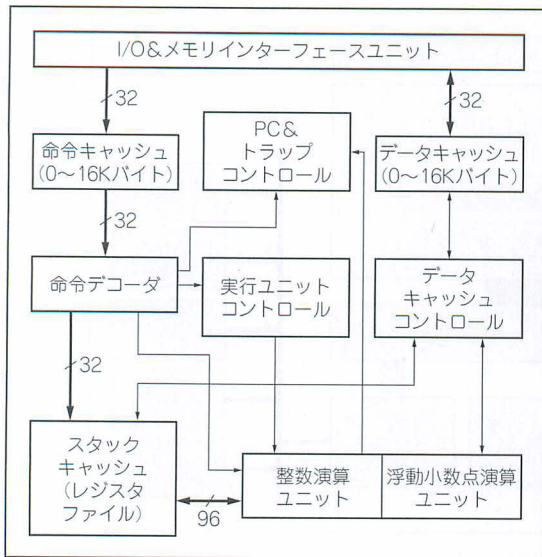 I/O&メモリインターフェースユニット
32
32
命令キャッシュ
(0〜16Kバイト)
PC&
トラップ
コントロール
データキャッシュ
(0〜16Kバイト)
32
命令デコーダ
実行ユニット
コントロール
データ
キャッシュ
コントロール
32
スタック
キャッシュ
(レジスタ
ファイル)
96
整数演算
ユニット
浮動小数点演算
ユニット